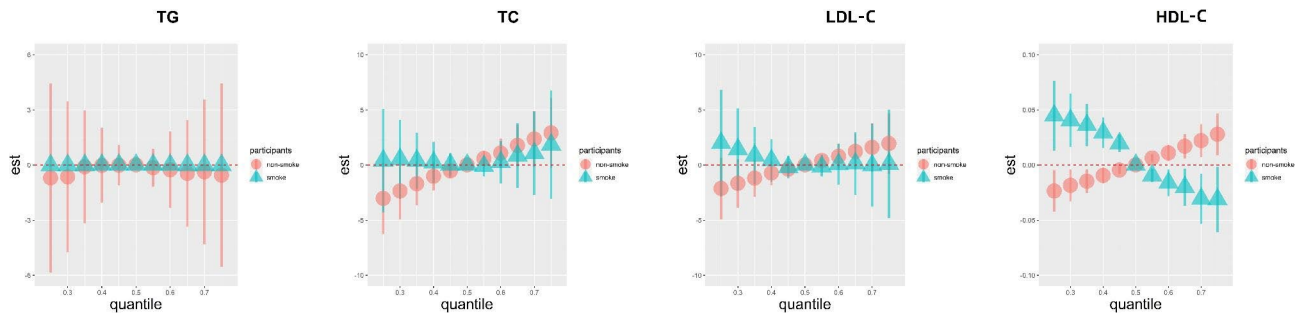 TG
6
3
0
-3
-6
est
0.3
0.4
0.5
0.6
0.7
quantile
participants
non-smoke
smoke
TC
10
5
0
-5
-10
est
0.3
0.4
0.5
0.6
0.7
quantile
participants
non-smoke
smoke
LDL-C
10
5
0
-5
-10
est
0.3
0.4
0.5
0.6
0.7
quantile
participants
non-smoke
smoke
HDL-C
0.10
0.05
0.00
-0.05
-0.10
est
0.3
0.4
0.5
0.6
0.7
quantile
participants
non-smoke
smoke